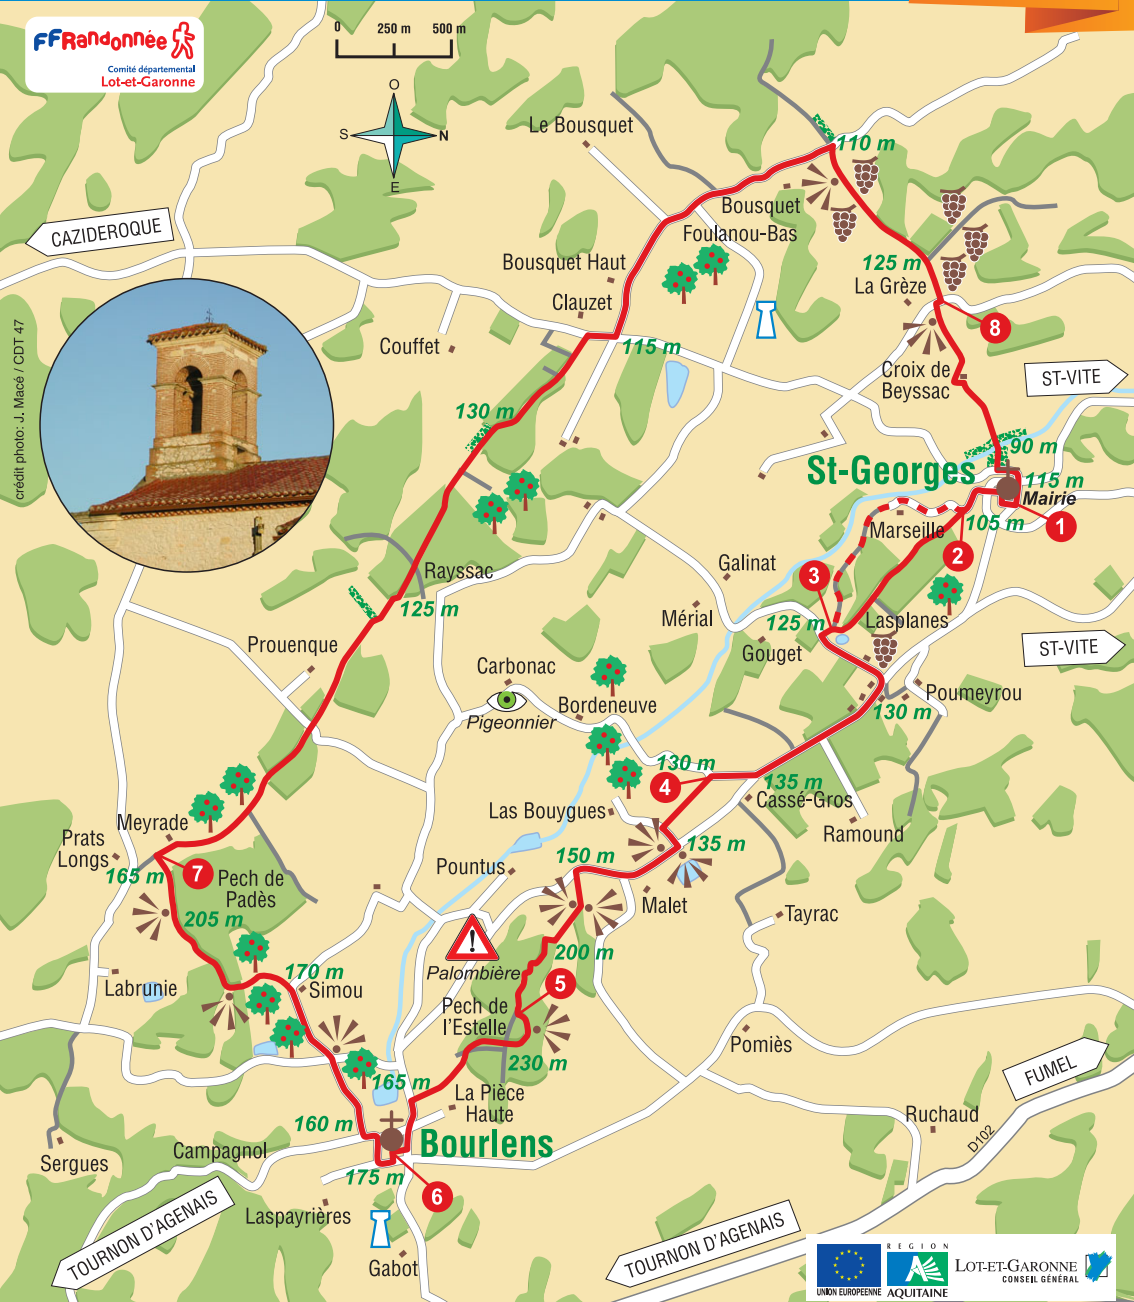 FFRandonnée
Comité départemental
Lot-et-Garonne
0 250 m 500 m
O
S
N
E
Le Bousquet
110 m
CAZIDEROQUE
Bousquet
Foulanou-Bas
Bousquet Haut
125 m
La Grèze
Clauzet
8
Couffet
115 m
Croix de
Beyssac
ST-VITE
crédit photo: J. Macé / CDT 47
130 m
90 m
St-Georges
115 m
Mairie
Marseille
105 m
1
2
Galinat
3
Rayssac
125 m
Mérial
125 m
Lasplanes
Prouenque
Gouget
ST-VITE
Carbonac
Pigeonnier
Bordeneuve
Poumeyrou
130 m
130 m
4
135 m
Cassé-Gros
Las Bouygues
Ramound
Meyrade
Prats
Longs
135 m
150 m
165 m
7
Pech de
Padès
Pountus
Malet
205 m
Tayrac
200 m
Palombière
170 m
Simou
Labrunie
5
Pech de
l'Estelle
Pomiès
230 m
FUMEL
165 m
La Pièce
Haute
160 m
Ruchaud
D102
Bourlens
Campagnol
Sergues
175 m
6
TOURNON D'AGENAIS
Laspayrières
TOURNON D'AGENAIS
Gabot
UNION EUROPEENNE
REGION
AQUITAINE
LOT-ET-GARONNE
CONSEIL GÉNÉRAL